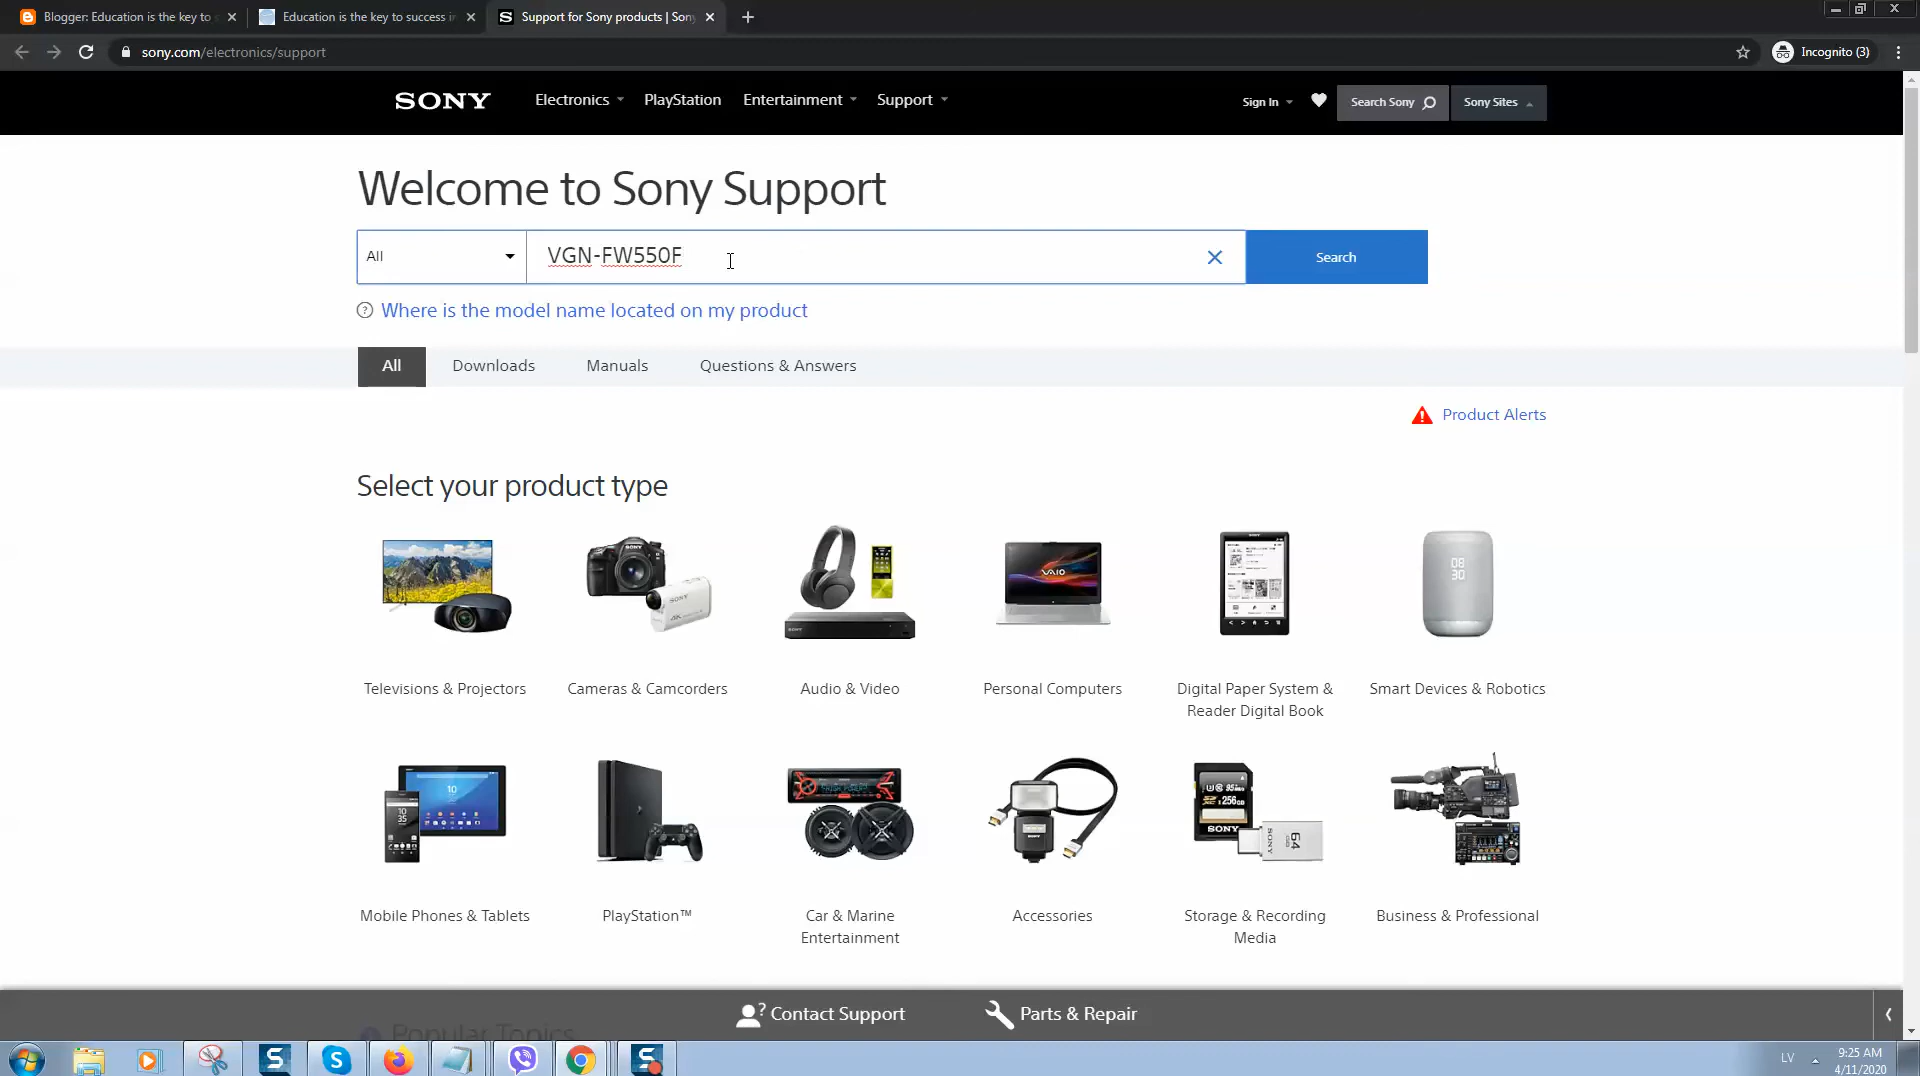 Blogger: Education is the key to s
Education is the key to success in
Support for Sony products | Sony
sony.com/electronics/support
Incognito (3)
SONY
Electronics
PlayStation
Entertainment
Support
Sign In
Search Sony
Sony Sites
Welcome to Sony Support
All
VGN-FW550F
Search
Where is the model name located on my product
All
Downloads
Manuals
Questions & Answers
Product Alerts
Select your product type
Televisions & Projectors
Cameras & Camcorders
Audio & Video
Personal Computers
Digital Paper System &
Reader Digital Book
Smart Devices & Robotics
Mobile Phones & Tablets
PlayStation™
Car & Marine
Entertainment
Accessories
Storage & Recording
Media
Business & Professional
Popular Topics
Contact Support
Parts & Repair
LV
9:25 AM
4/11/2020